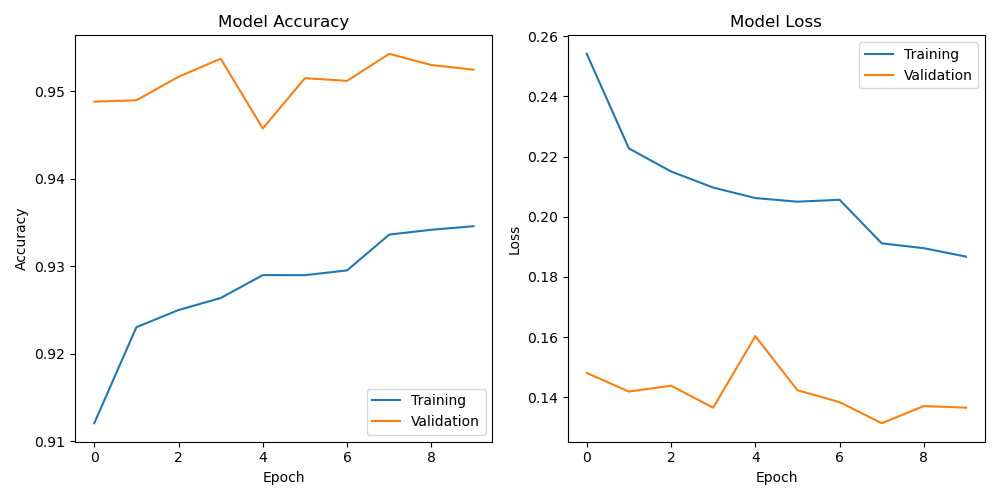 Model Accuracy
Accuracy
0.95
0.94
0.93
0.92
0.91
0
2
4
6
8
Epoch
Training
Validation
Model Loss
Loss
0.26
0.24
0.22
0.20
0.18
0.16
0.14
0
2
4
6
8
Epoch
Training
Validation